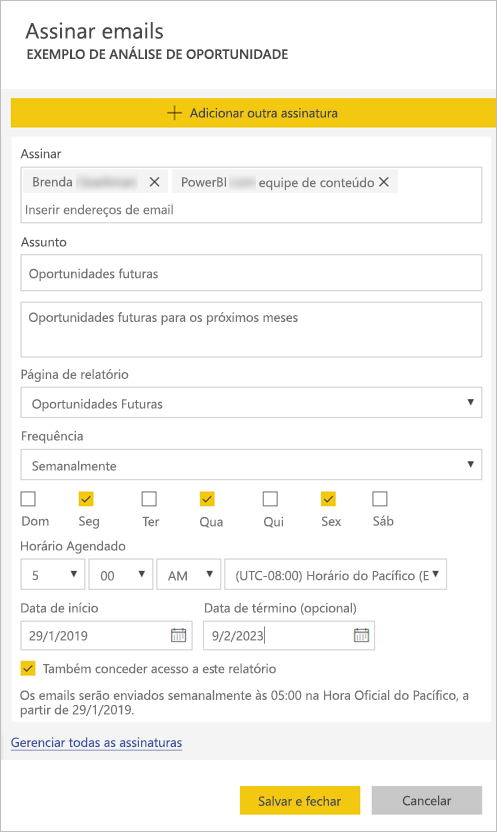 Assinar emails
EXEMPLO DE ANÁLISE DE OPORTUNIDADE
Adicionar outra assinatura
Assinar
Brenda
PowerBI equipe de conteúdo
Inserir endereços de email
Assunto
Oportunidades futuras
Oportunidades futuras para os próximos meses
Página de relatório
Oportunidades Futuras
Frequência
Semanalmente
Dom Seg Ter Qua Qui Sex Sáb
Horário Agendado
5 00 AM (UTC-08:00) Horário do Pacífico (E
Data de início Data de término (opcional)
29/1/2019 9/2/2023
Também conceder acesso a este relatório
Os emails serão enviados semanalmente às 05:00 na Hora Oficial do Pacífico, a
partir de 29/1/2019.
Gerenciar todas as assinaturas
Salvar e fechar Cancelar